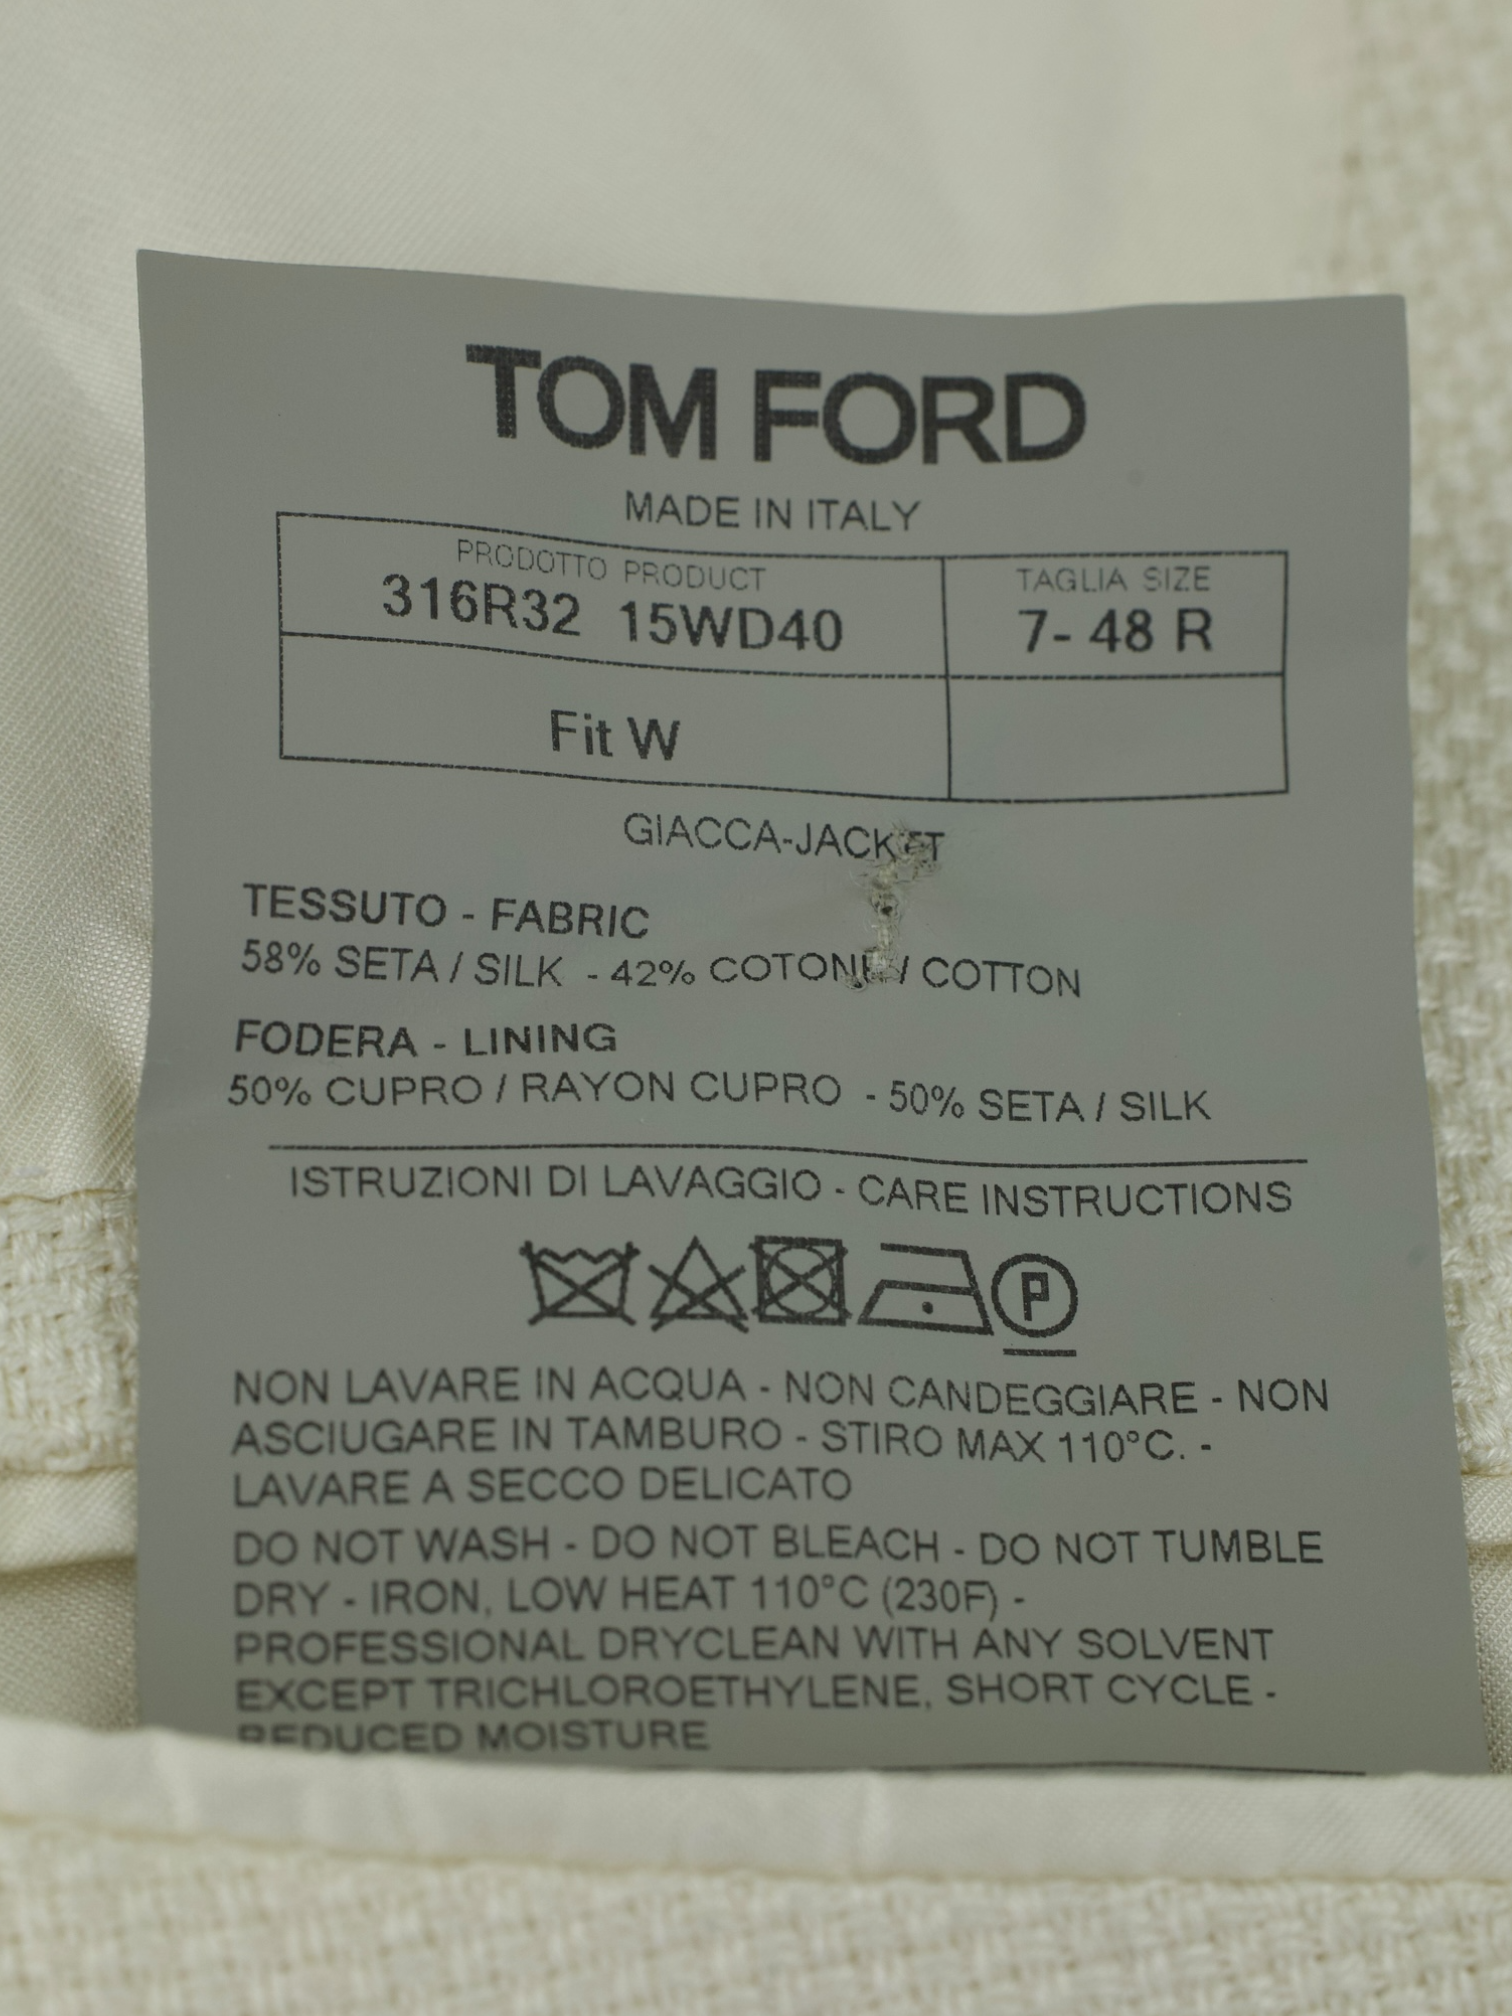 TOM FORD
MADE IN ITALY
PRODOTTO PRODUCT
316R32 15WD40
TAGLIA SIZE
7- 48 R
Fit W
GIACCA-JACKET
TESSUTO - FABRIC
58% SETA / SILK - 42% COTONE / COTTON
FODERA - LINING
50% CUPRO / RAYON CUPRO - 50% SETA / SILK
ISTRUZIONI DI LAVAGGIO - CARE INSTRUCTIONS
P
NON LAVARE IN ACQUA - NON CANDEGGIARE - NON
ASCIUGARE IN TAMBURO - STIRO MAX 110°C. -
LAVARE A SECCO DELICATO
DO NOT WASH - DO NOT BLEACH - DO NOT TUMBLE
DRY - IRON, LOW HEAT 110°C (230F) -
PROFESSIONAL DRYCLEAN WITH ANY SOLVENT
EXCEPT TRICHLOROETHYLENE, SHORT CYCLE -
REDUCED MOISTURE